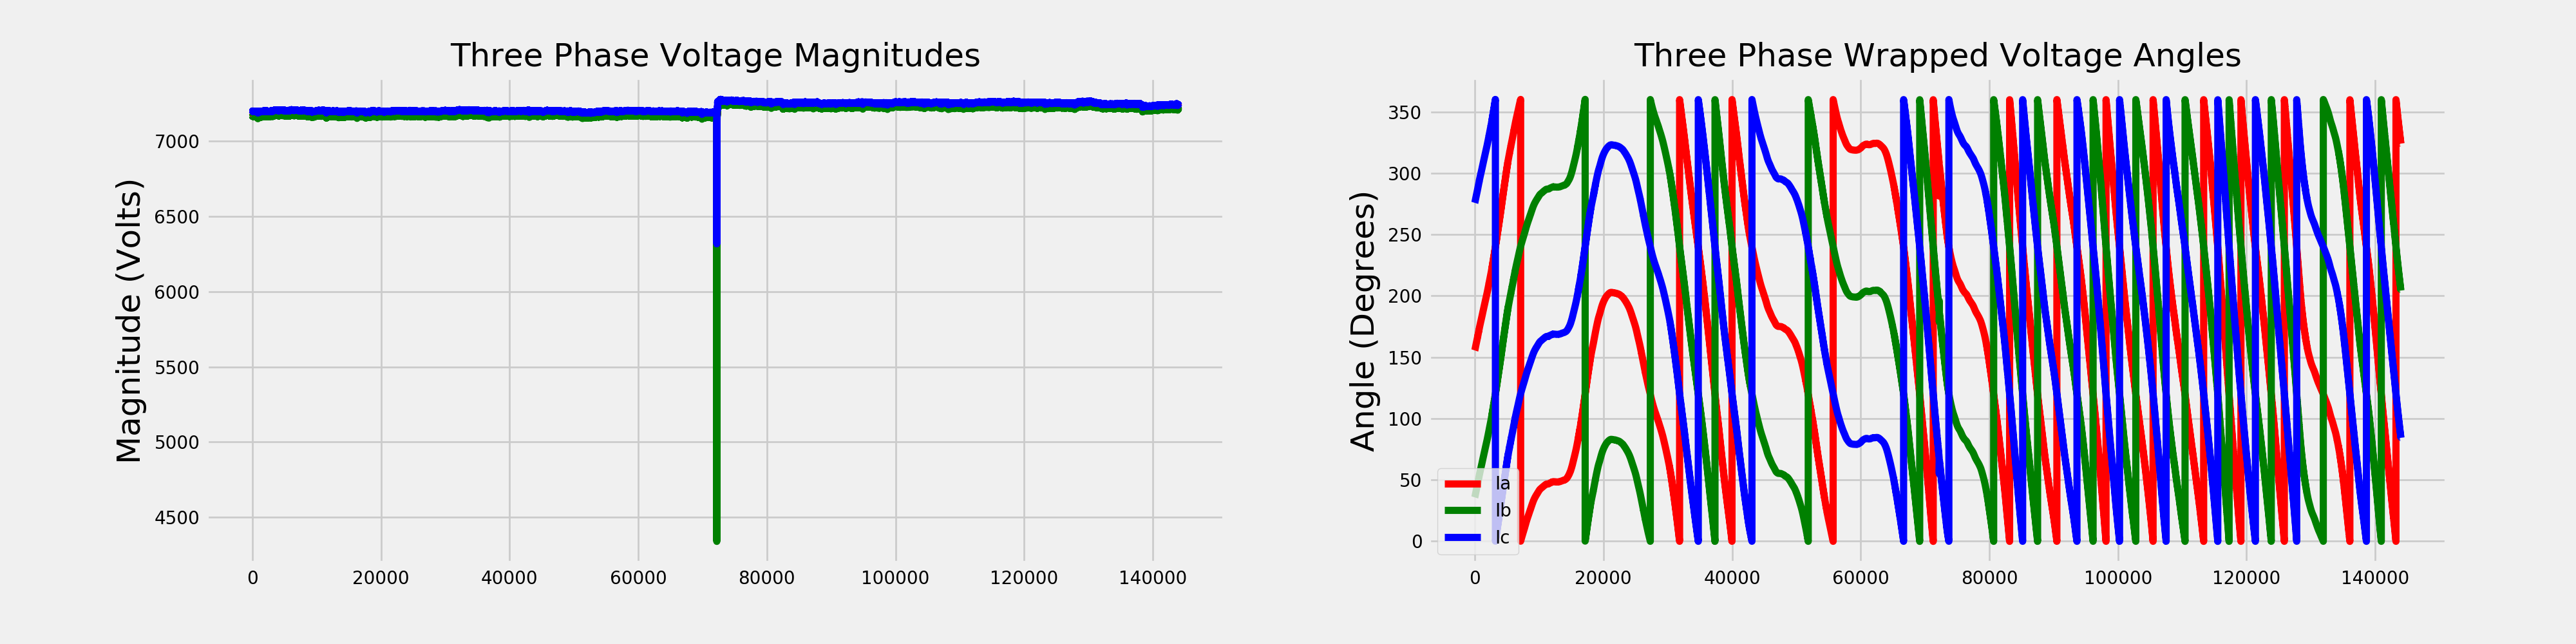 Three Phase Voltage Magnitudes
Magnitude (Volts)
7000
6500
6000
5500
5000
4500
0 20000 40000 60000 80000 100000 120000 140000
Three Phase Wrapped Voltage Angles
Angle (Degrees)
350
300
250
200
150
100
50
0
Ia
Ib
Ic
0 20000 40000 60000 80000 100000 120000 140000